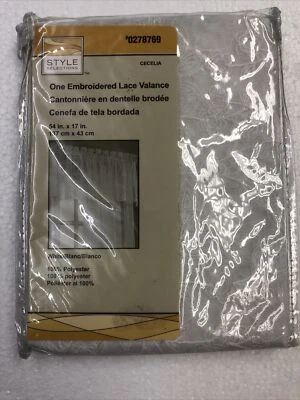 #0278769
STYLE
SELECTIONS
CECELIA
One Embroidered Lace Valance
Cantonnière en dentelle brodée
Cenefa de tela bordada
54 in. x 17 in.
137 cm x 43 cm
White/Blanc/Blanco
100% Polyester
100% polyester
Poliéster al 100%